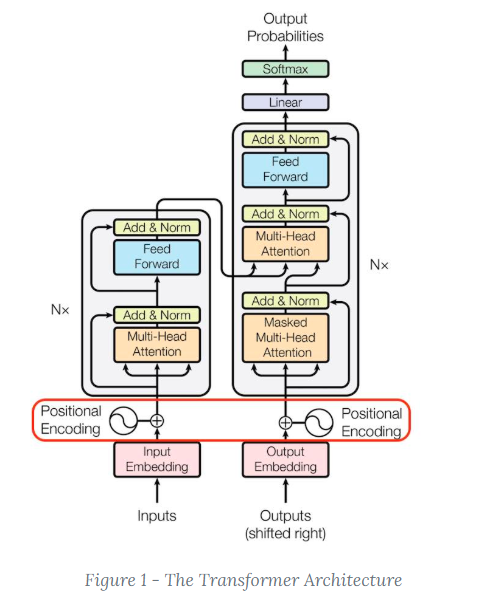 Output
Probabilities
Softmax
Linear
Add & Norm
Feed
Forward
Add & Norm
Multi-Head
Attention
Nx
Add & Norm
Masked
Multi-Head
Attention
Add & Norm
Feed
Forward
Nx
Add & Norm
Multi-Head
Attention
Positional
Encoding
Positional
Encoding
Input
Embedding
Output
Embedding
Inputs
Outputs
(shifted right)
Figure 1 - The Transformer Architecture